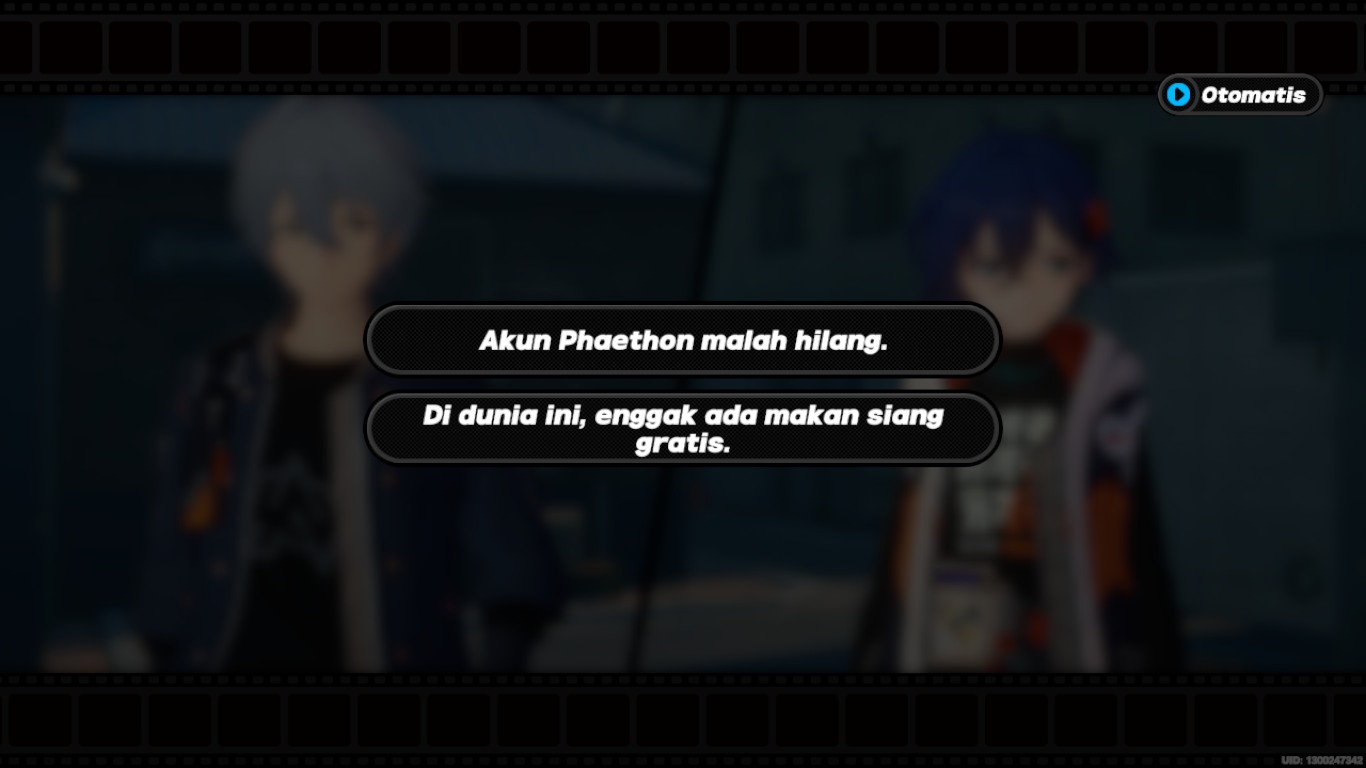 Otomatis
Akun Phaethon malah hilang.
Di dunia ini, enggak ada makan siang
gratis.
UID: 1300247342